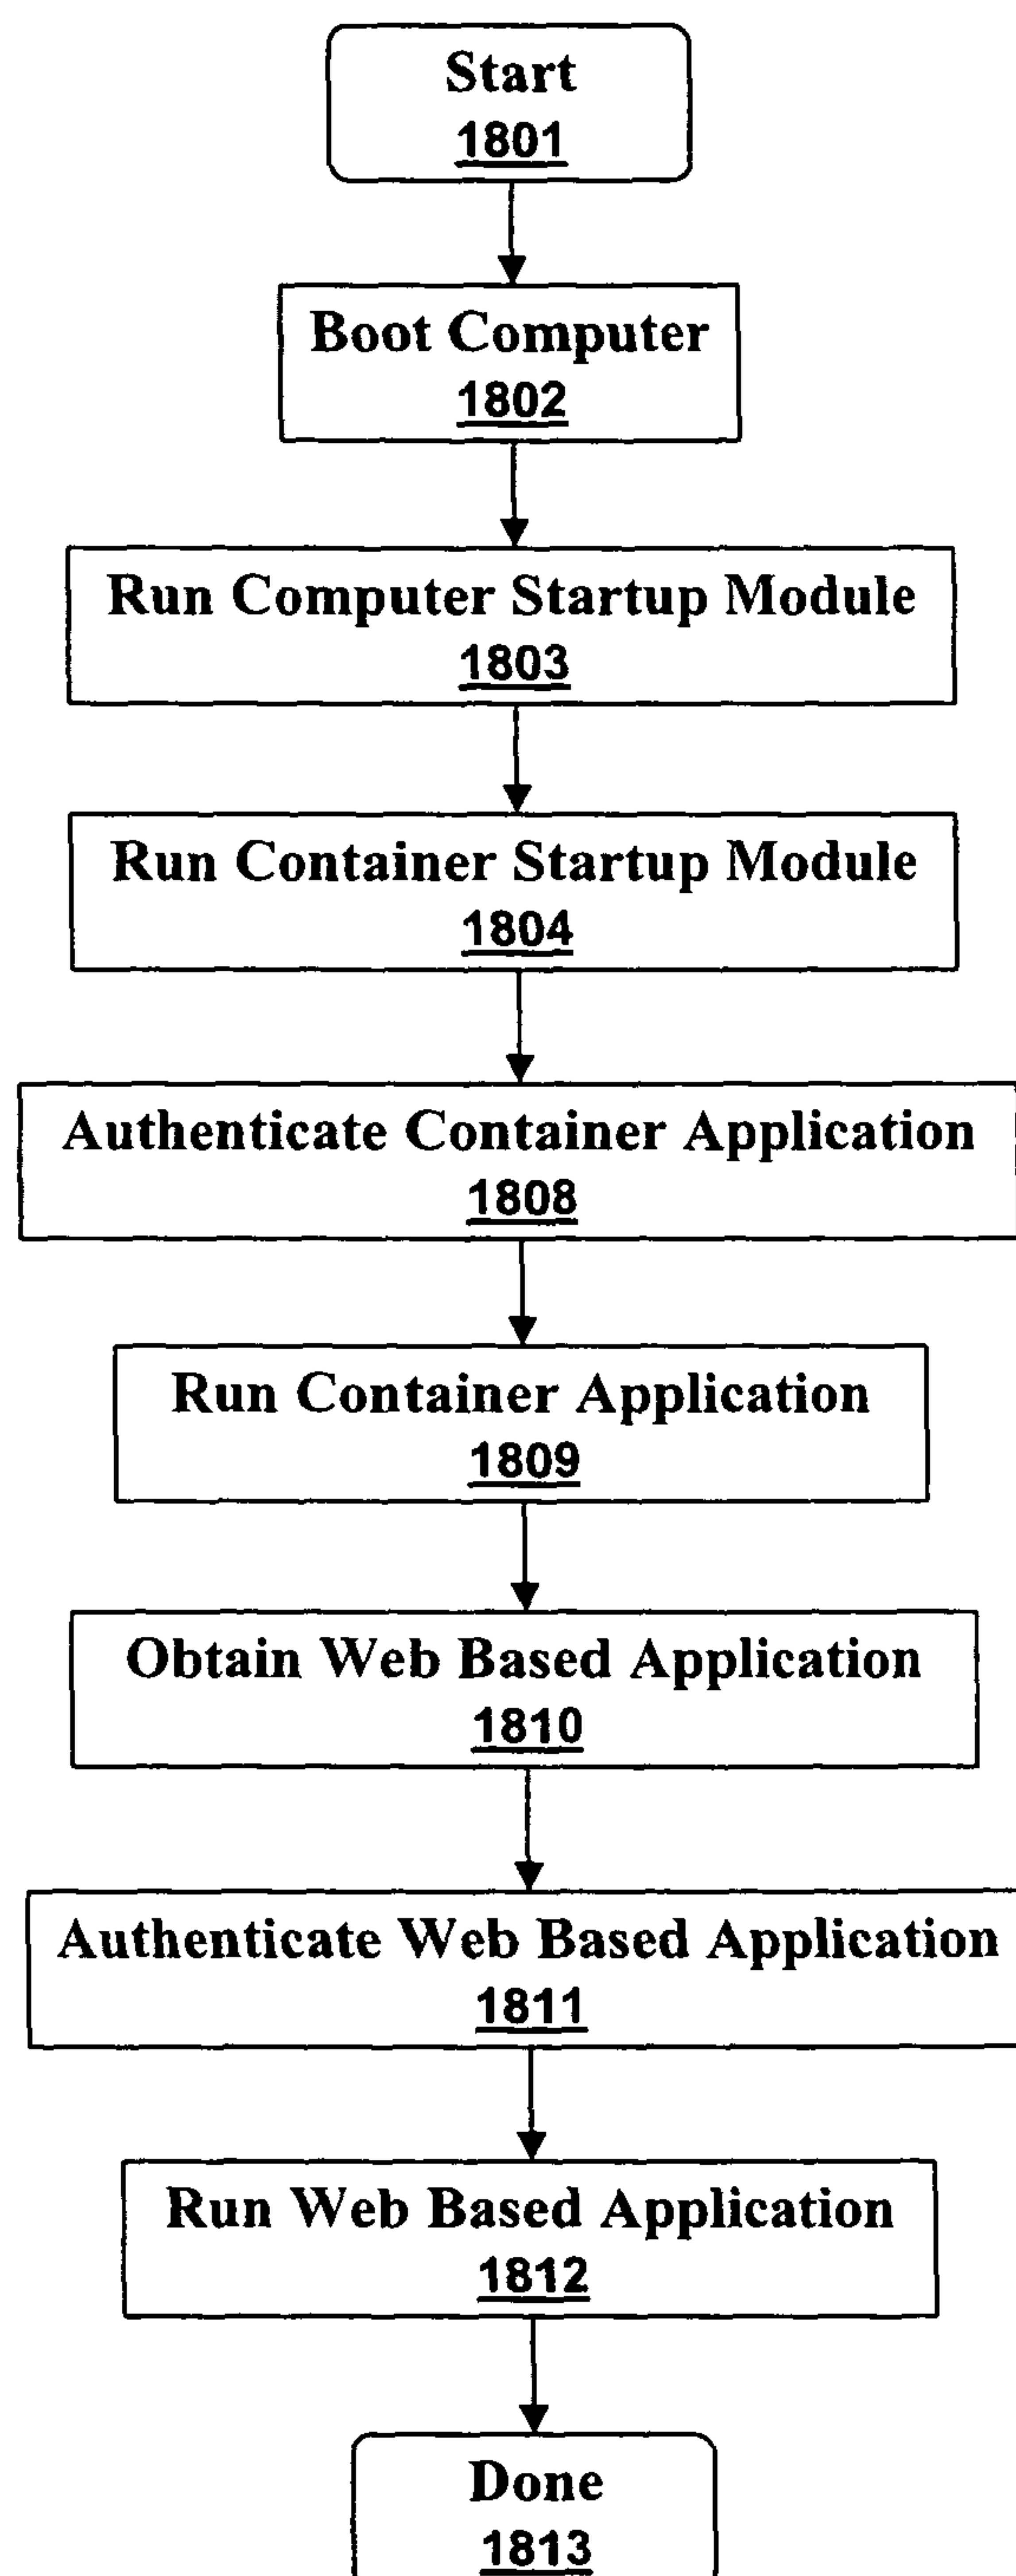 Start
1801
Boot Computer
1802
Run Computer Startup Module
1803
Run Container Startup Module
1804
Authenticate Container Application
1808
Run Container Application
1809
Obtain Web Based Application
1810
Authenticate Web Based Application
1811
Run Web Based Application
1812
Done
1813